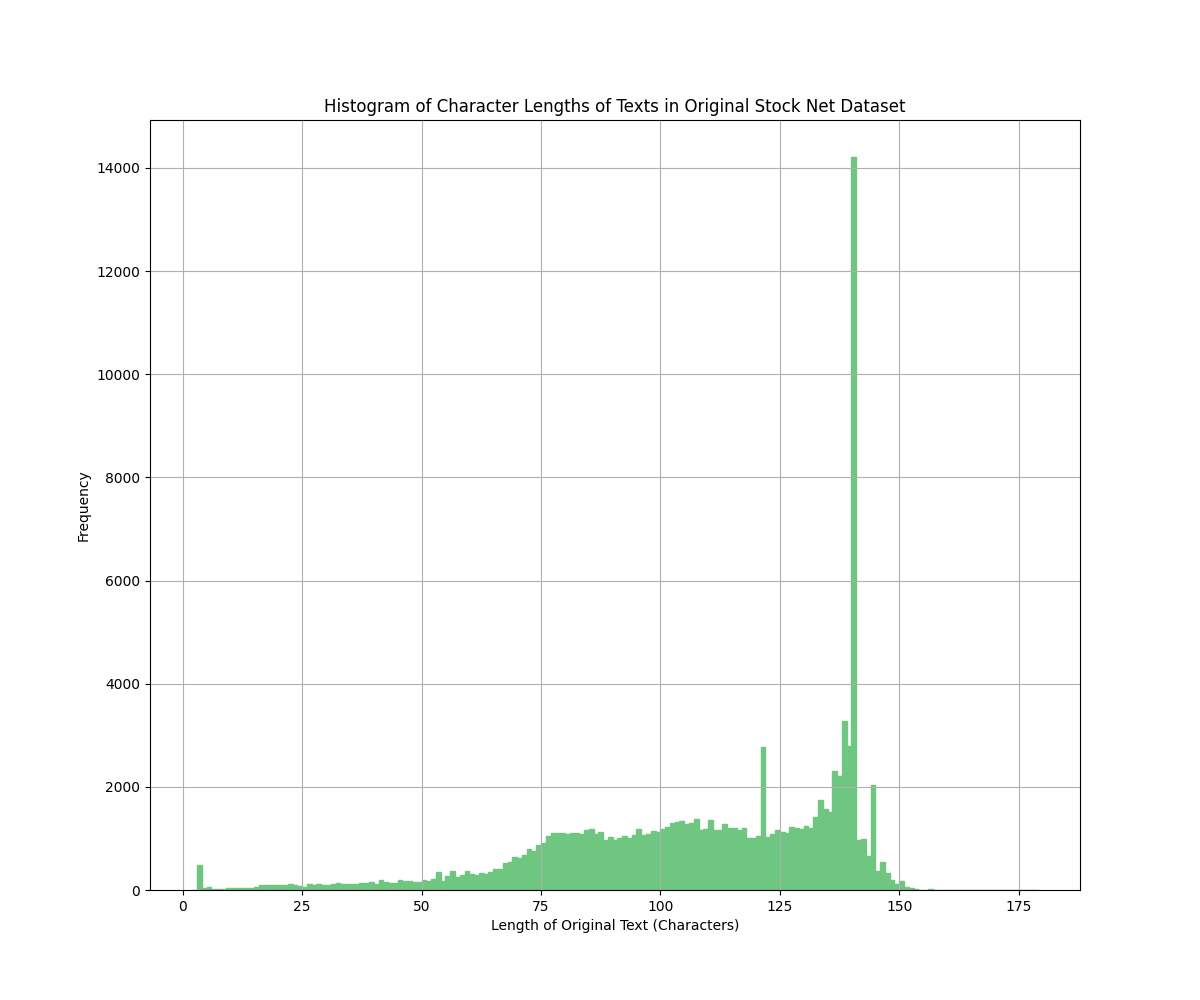 Histogram of Character Lengths of Texts in Original Stock Net Dataset
14000
12000
10000
8000
6000
4000
2000
0
Frequency
0 25 50 75 100 125 150 175
Length of Original Text (Characters)